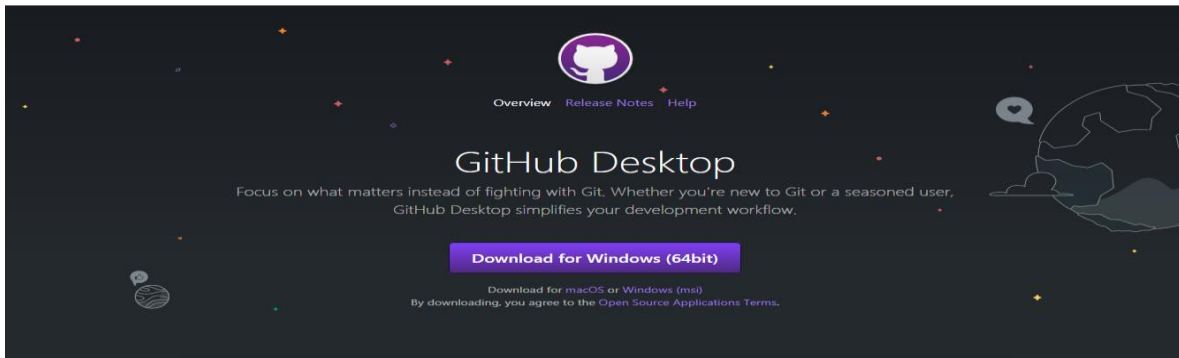 Overview Release Notes Help
GitHub Desktop
Focus on what matters instead of fighting with Git. Whether you're new to Git or a seasoned user,
GitHub Desktop simplifies your development workflow.
Download for Windows (64bit)
Download for macOS or Windows (msi)
By downloading, you agree to the Open Source Applications Terms.